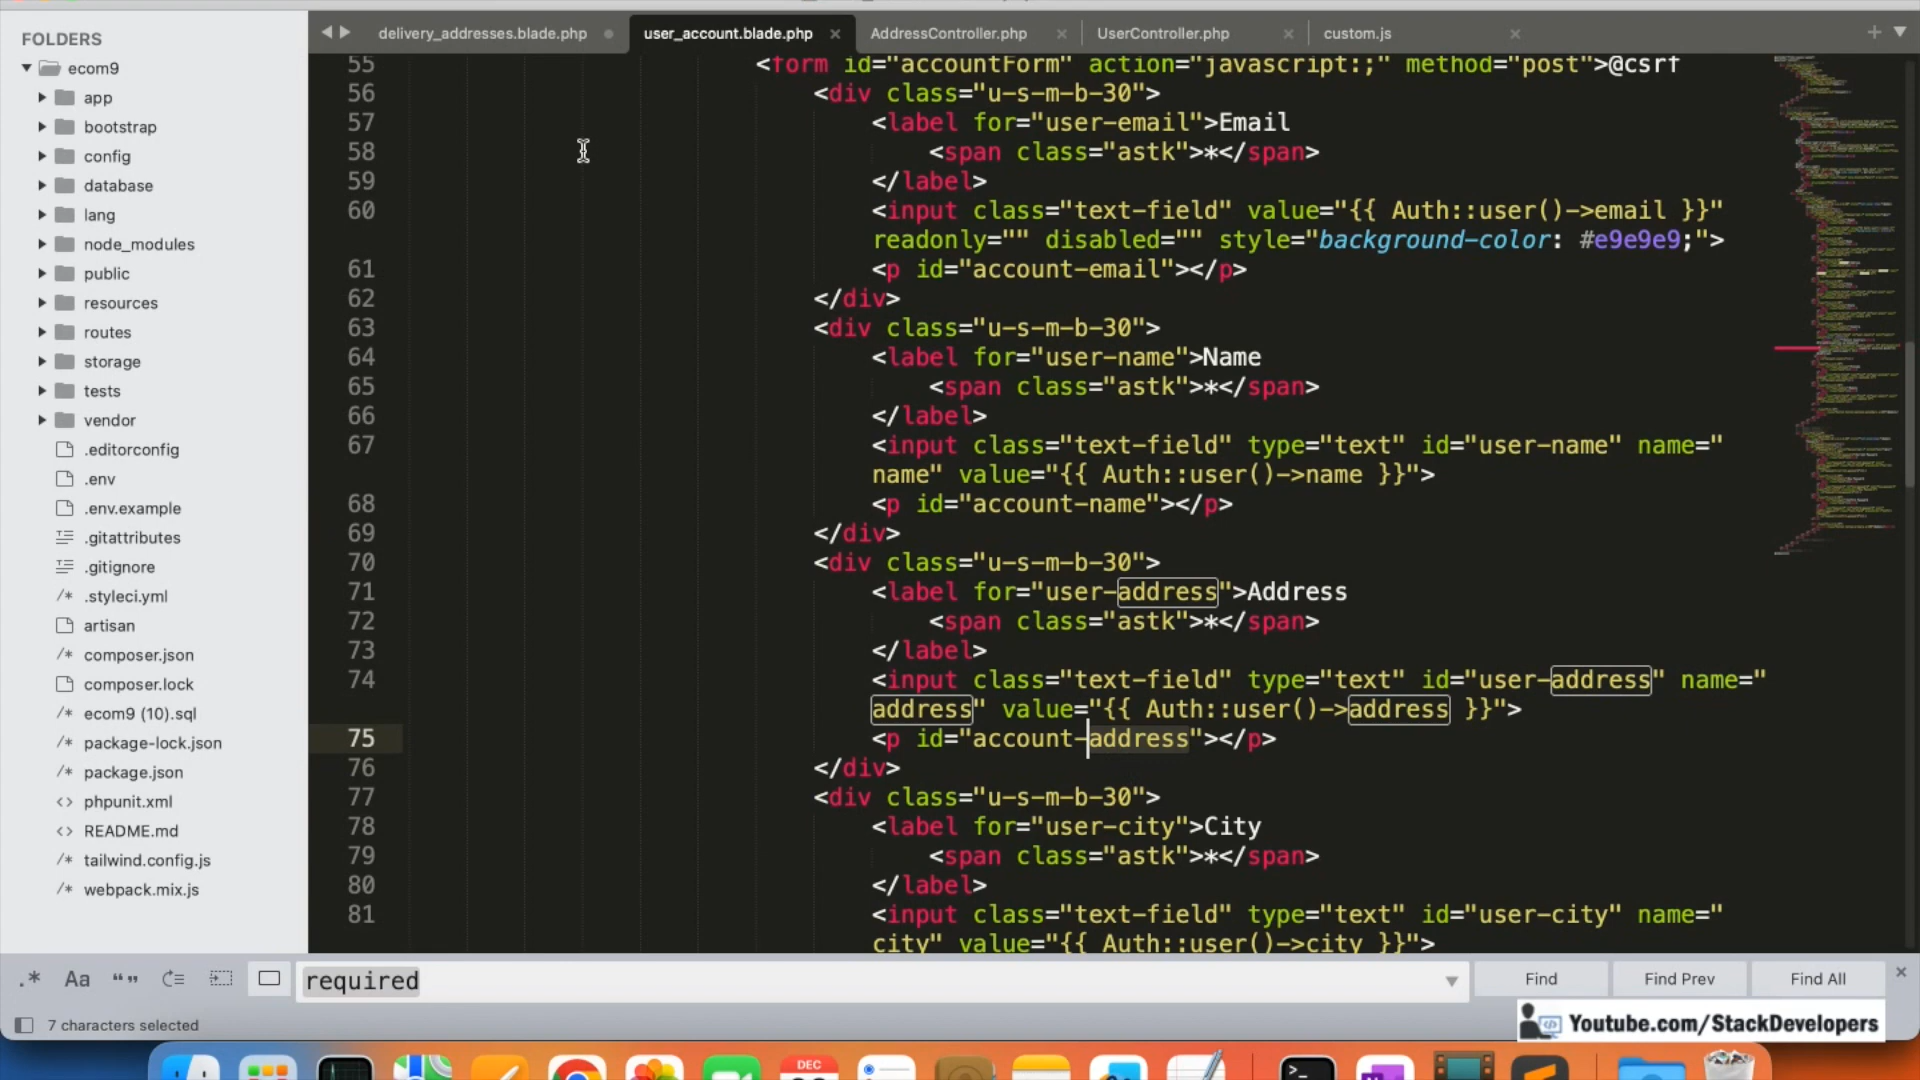 FOLDERS
ecom9
app
bootstrap
config
database
lang
node_modules
public
resources
routes
storage
tests
vendor
.editorconfig
.env
.env.example
.gitattributes
.gitignore
.styleci.yml
artisan
composer.json
composer.lock
ecom9 (10).sql
package-lock.json
package.json
phpunit.xml
README.md
tailwind.config.js
webpack.mix.js
delivery_addresses.blade.php
user_account.blade.php
AddressController.php
UserController.php
custom.js
55 <form id="accountForm" action="javascript:;" method="post">@csrf
56 <div class="u-s-m-b-30">
57 <label for="user-email">Email
58 <span class="astk">*</span>
59 </label>
60 <input class="text-field" value="{{ Auth::user()->email }}"
readonly="" disabled="" style="background-color: #e9e9e9;">
61 <p id="account-email"></p>
62 </div>
63 <div class="u-s-m-b-30">
64 <label for="user-name">Name
65 <span class="astk">*</span>
66 </label>
67 <input class="text-field" type="text" id="user-name" name="
name" value="{{ Auth::user()->name }}">
68 <p id="account-name"></p>
69 </div>
70 <div class="u-s-m-b-30">
71 <label for="user-address">Address
72 <span class="astk">*</span>
73 </label>
74 <input class="text-field" type="text" id="user-address" name="
address" value="{{ Auth::user()->address }}">
75 <p id="account-address"></p>
76 </div>
77 <div class="u-s-m-b-30">
78 <label for="user-city">City
79 <span class="astk">*</span>
80 </label>
81 <input class="text-field" type="text" id="user-city" name="
city" value="{{ Auth::user()->city }}">
.* Aa “” required Find Find Prev Find All
7 characters selected
Youtube.com/StackDevelopers
DEC